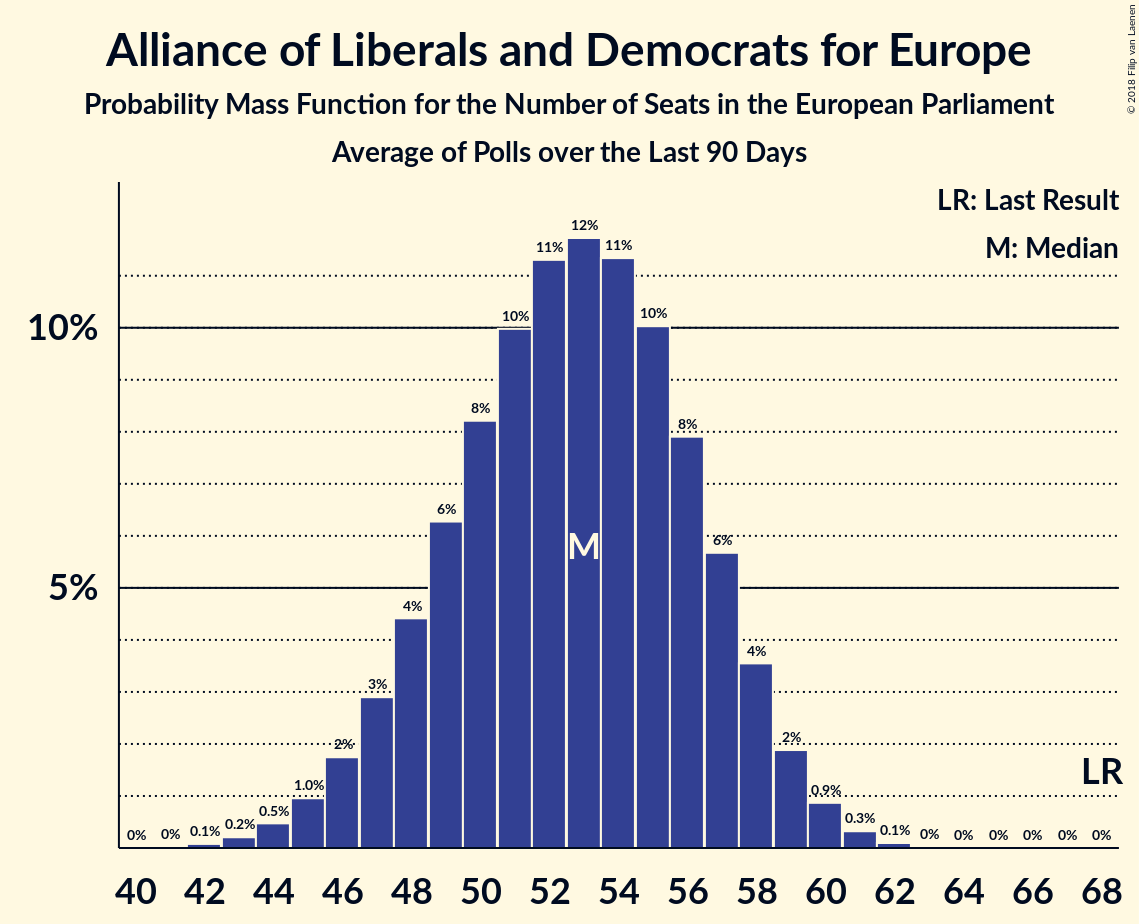 Alliance of Liberals and Democrats for Europe
Probability Mass Function for the Number of Seats in the European Parliament
Average of Polls over the Last 90 Days
© 2018 Filip van Laenen
LR: Last Result
M: Median
10%
5%
0% 0% 0.1% 0.2% 0.5% 1.0% 2% 3% 4% 6% 8% 10% 11% 12% 11% 10% 8% 6% 4% 2% 0.9% 0.3% 0.1% 0% 0% 0% 0% 0% 0%
M
LR
40 42 44 46 48 50 52 54 56 58 60 62 64 66 68